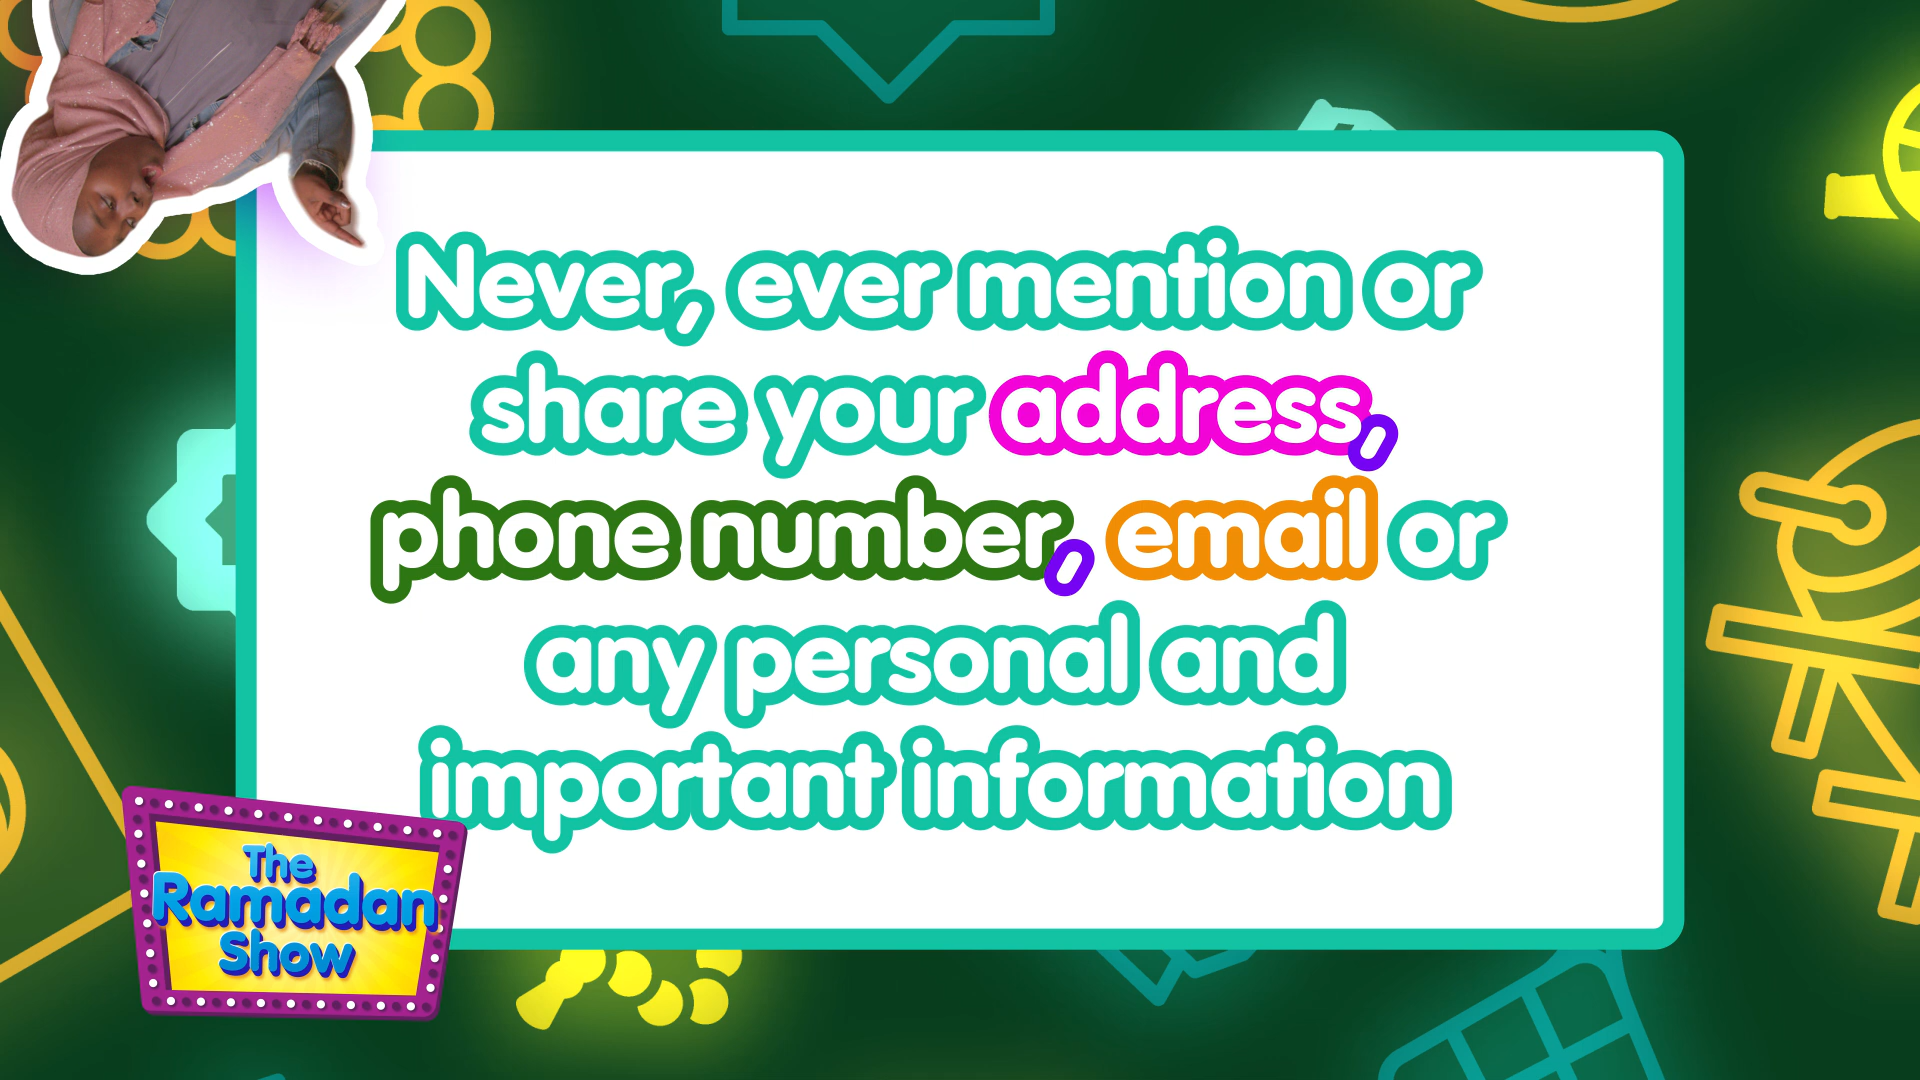 Never, ever mention or
share your address,
phone number, email or
any personal and
important information
The
Ramadan
Show